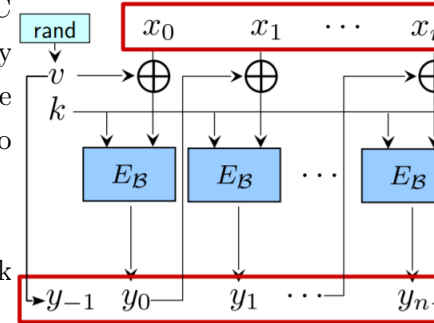 C
rand
x₀ x₁ ⋯
y
v
e
k
o
E_B E_B ⋯ E_B
k
y₋₁ y₀ y₁ ⋯